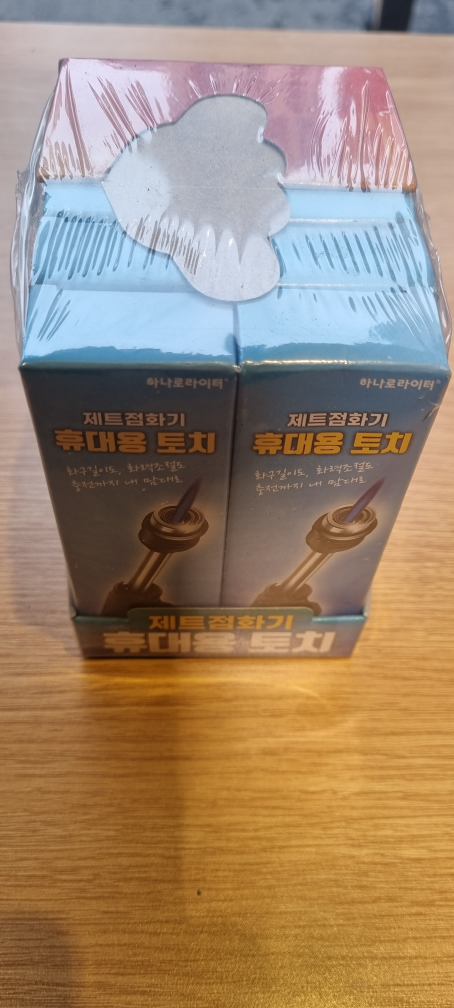 하나로라이터
제트점화기
휴대용 토치
화구길이도, 화력조절도
충전까지 내 맘대로
하나로라이터
제트점화기
휴대용 토치
화구길이도, 화력조절도
충전까지 내 맘대로
제트점화기
휴대용 토치